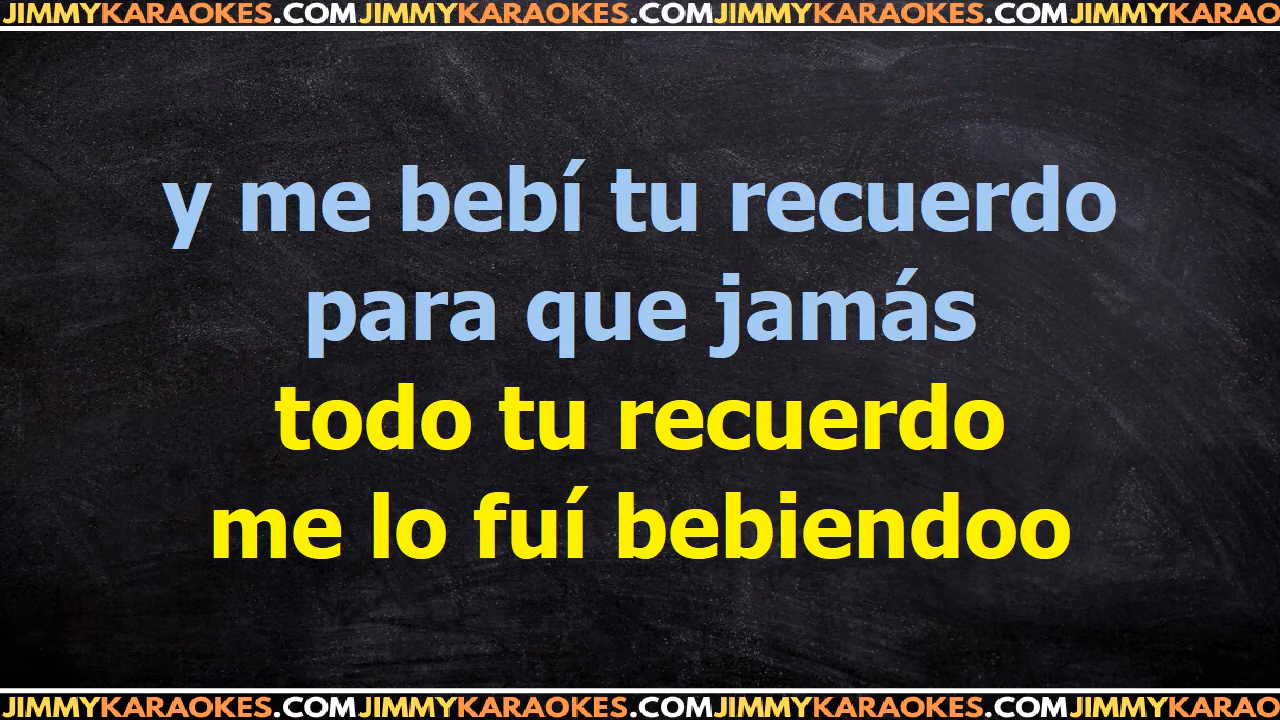 JIMMYKARAOKES.COMJIMMYKARAOKES.COMJIMMYKARAOKES.COMJIMMYKARAO
y me bebí tu recuerdo
para que jamás
todo tu recuerdo
me lo fuí bebiendoo
JIMMYKARAOKES.COMJIMMYKARAOKES.COMJIMMYKARAOKES.COMJIMMYKARAO